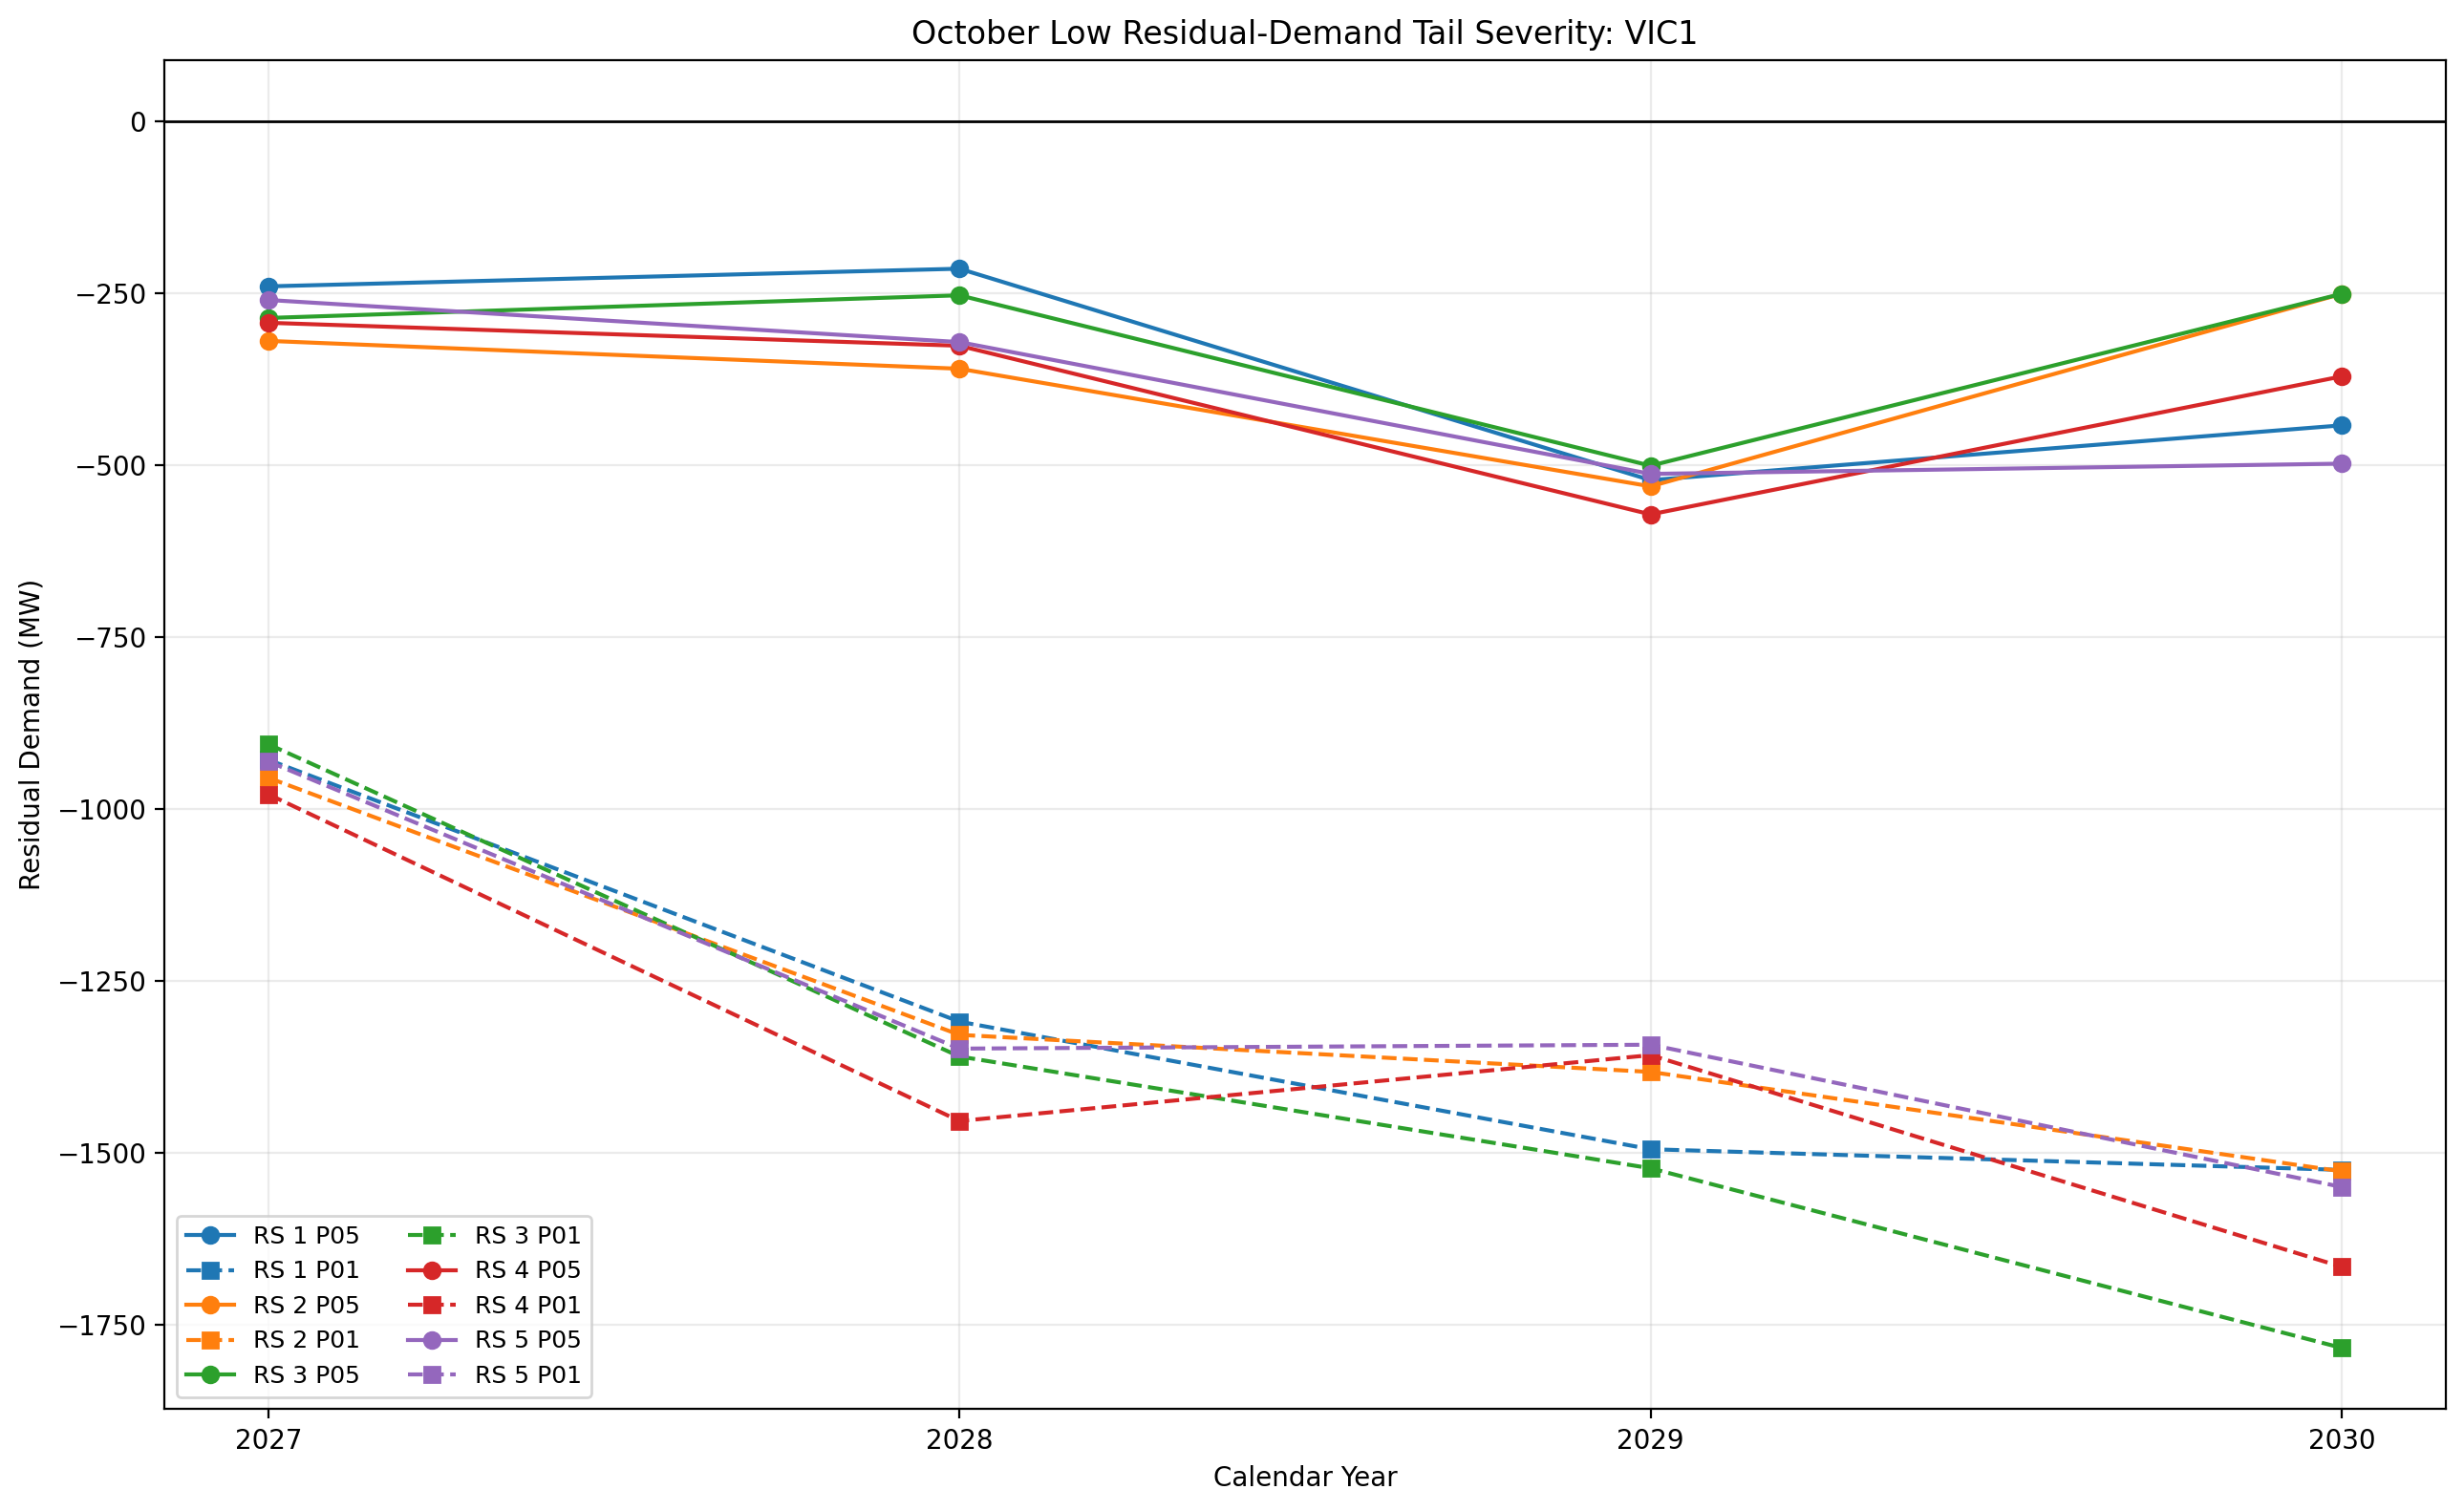 October Low Residual-Demand Tail Severity: VIC1
Residual Demand (MW)
0
−250
−500
−750
−1000
−1250
−1500
−1750
RS 1 P05
RS 1 P01
RS 2 P05
RS 2 P01
RS 3 P05
RS 3 P01
RS 4 P05
RS 4 P01
RS 5 P05
RS 5 P01
2027
2028
2029
2030
Calendar Year